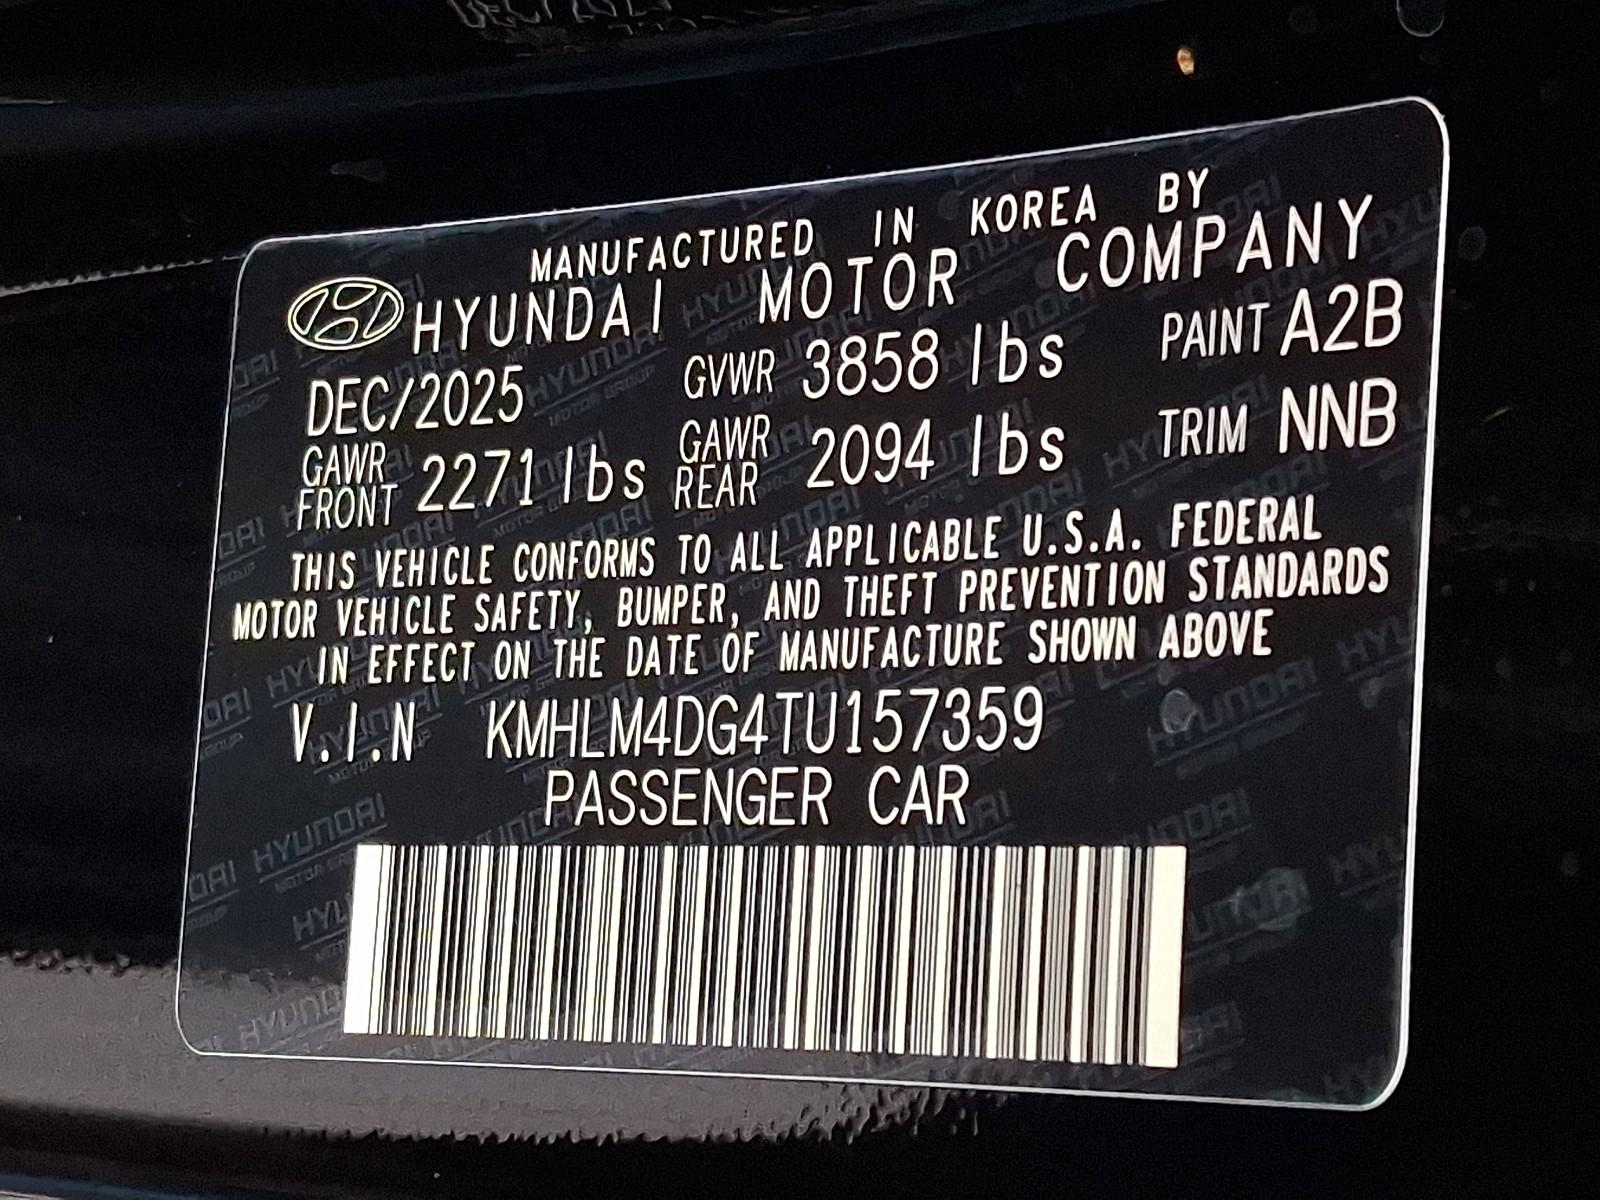 MANUFACTURED IN KOREA BY
HYUNDAI MOTOR COMPANY
DEC/2025 GVWR 3858 lbs PAINT A2B
GAWR FRONT 2271 lbs GAWR REAR 2094 lbs TRIM NNB
THIS VEHICLE CONFORMS TO ALL APPLICABLE U.S.A. FEDERAL
MOTOR VEHICLE SAFETY, BUMPER, AND THEFT PREVENTION STANDARDS
IN EFFECT ON THE DATE OF MANUFACTURE SHOWN ABOVE
V.I.N KMHLM4DG4TU157359
PASSENGER CAR